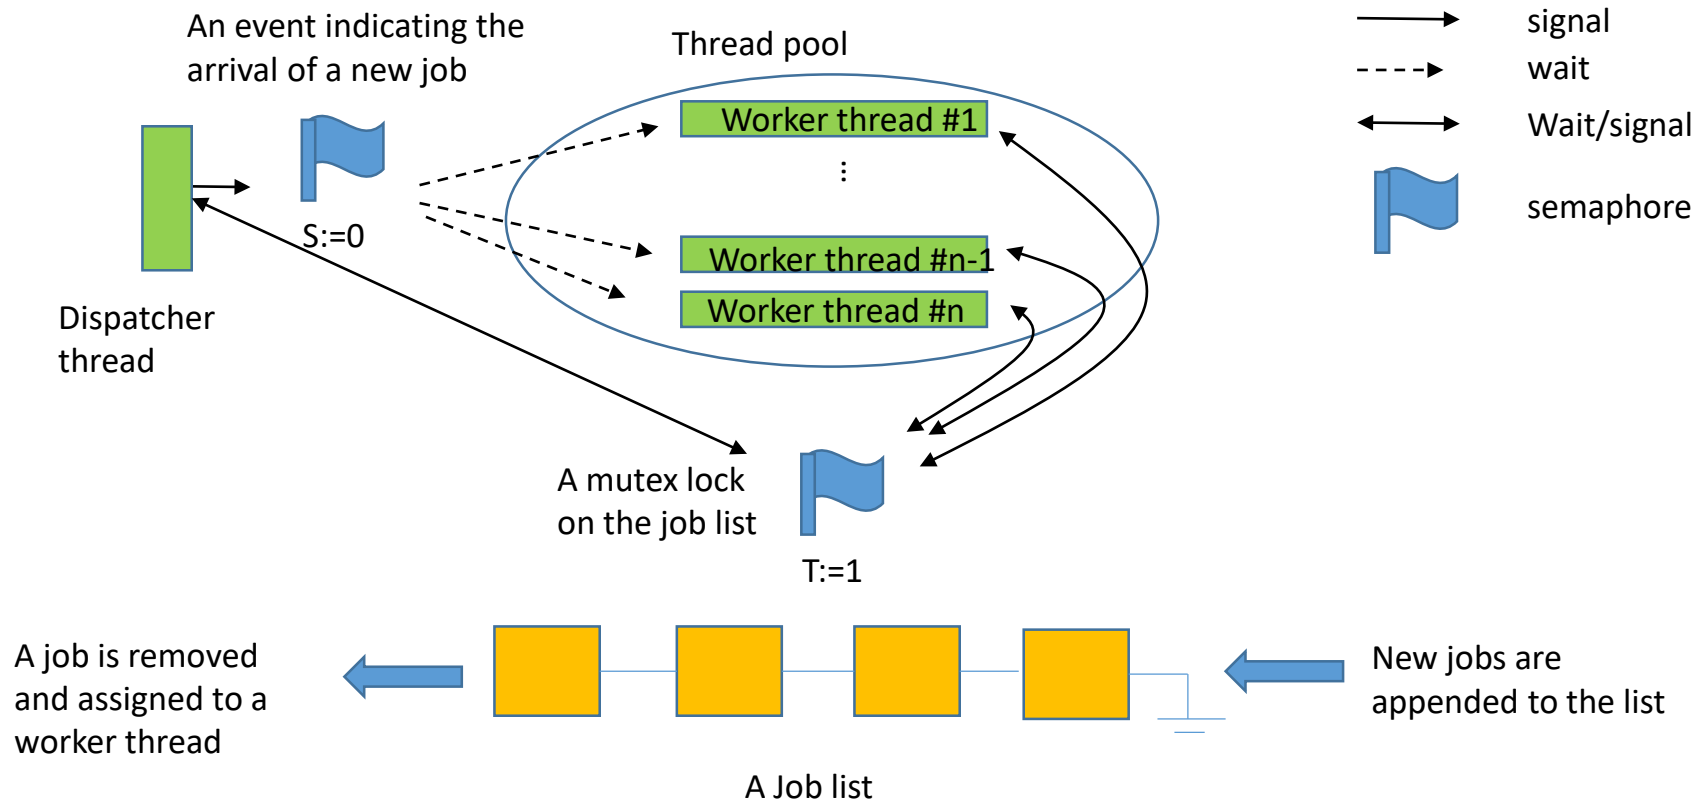 An event indicating the
arrival of a new job
Thread pool
signal
wait
Wait/signal
semaphore
Worker thread #1
...
Worker thread #n-1
Worker thread #n
S:=0
Dispatcher
thread
A mutex lock
on the job list
T:=1
A job is removed
and assigned to a
worker thread
New jobs are
appended to the list
A Job list